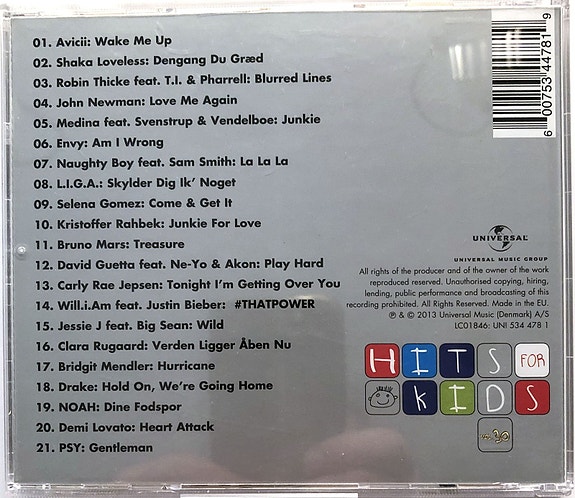 01. Avicii: Wake Me Up
02. Shaka Loveless: Dengang Du Græd
03. Robin Thicke feat. T.I. & Pharrell: Blurred Lines
04. John Newman: Love Me Again
05. Medina feat. Svenstrup & Vendelboe: Junkie
06. Envy: Am I Wrong
07. Naughty Boy feat. Sam Smith: La La La
08. L.I.G.A.: Skylder Dig Ik' Noget
09. Selena Gomez: Come & Get It
10. Kristoffer Rahbek: Junkie For Love
11. Bruno Mars: Treasure
12. David Guetta feat. Ne-Yo & Akon: Play Hard
13. Carly Rae Jepsen: Tonight I'm Getting Over You
14. Will.i.Am feat. Justin Bieber: #THATPOWER
15. Jessie J feat. Big Sean: Wild
16. Clara Rugaard: Verden Ligger Åben Nu
17. Bridgit Mendler: Hurricane
18. Drake: Hold On, We're Going Home
19. NOAH: Dine Fodspor
20. Demi Lovato: Heart Attack
21. PSY: Gentleman
6 00753 44781 9
UNIVERSAL
UNIVERSAL MUSIC GROUP
All rights of the producer and of the owner of the work
reproduced reserved. Unauthorised copying, hiring,
lending, public performance and broadcasting of this
recording prohibited. All Rights Reserved. Made in the EU.
℗ & © 2013 Universal Music (Denmark) A/S
LC01846: UNI 534 478 1
HITS FOR
KIDS